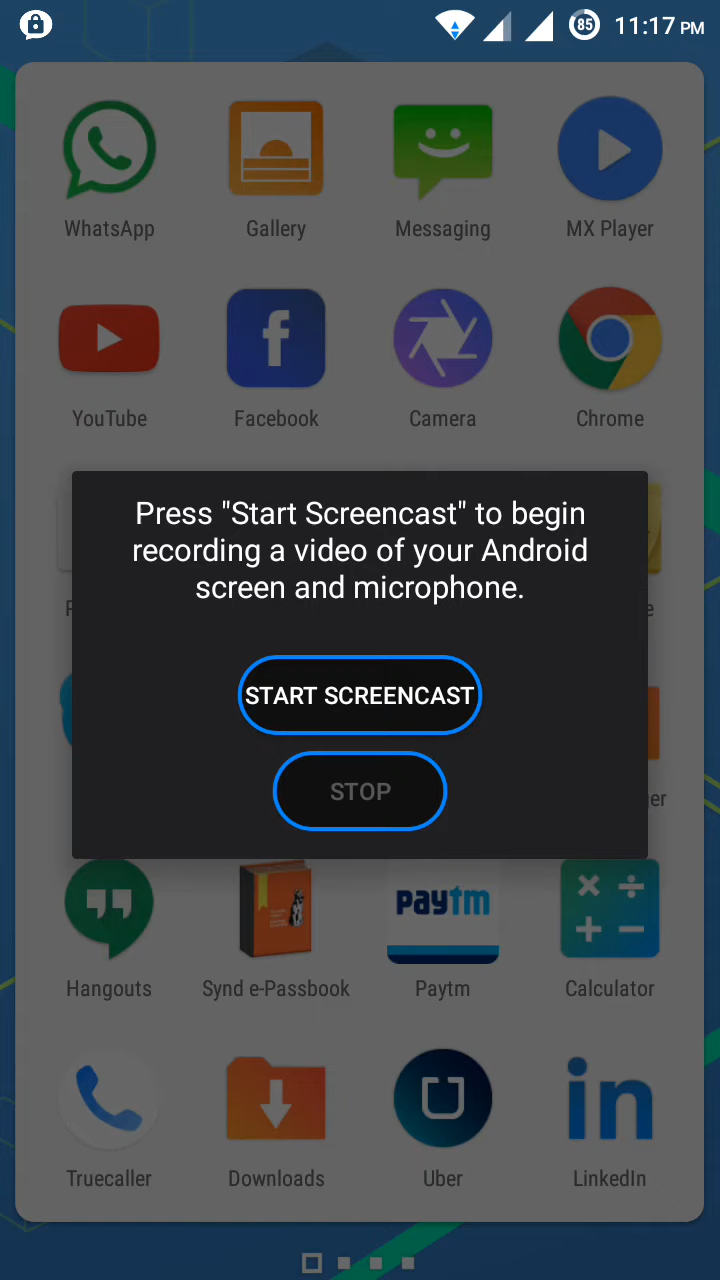 85 11:17 PM
WhatsApp Gallery Messaging MX Player
YouTube Facebook Camera Chrome
Press "Start Screencast" to begin
recording a video of your Android
screen and microphone.
START SCREENCAST
STOP
paytm
Hangouts Synd e-Passbook Paytm Calculator
in
Truecaller Downloads Uber LinkedIn